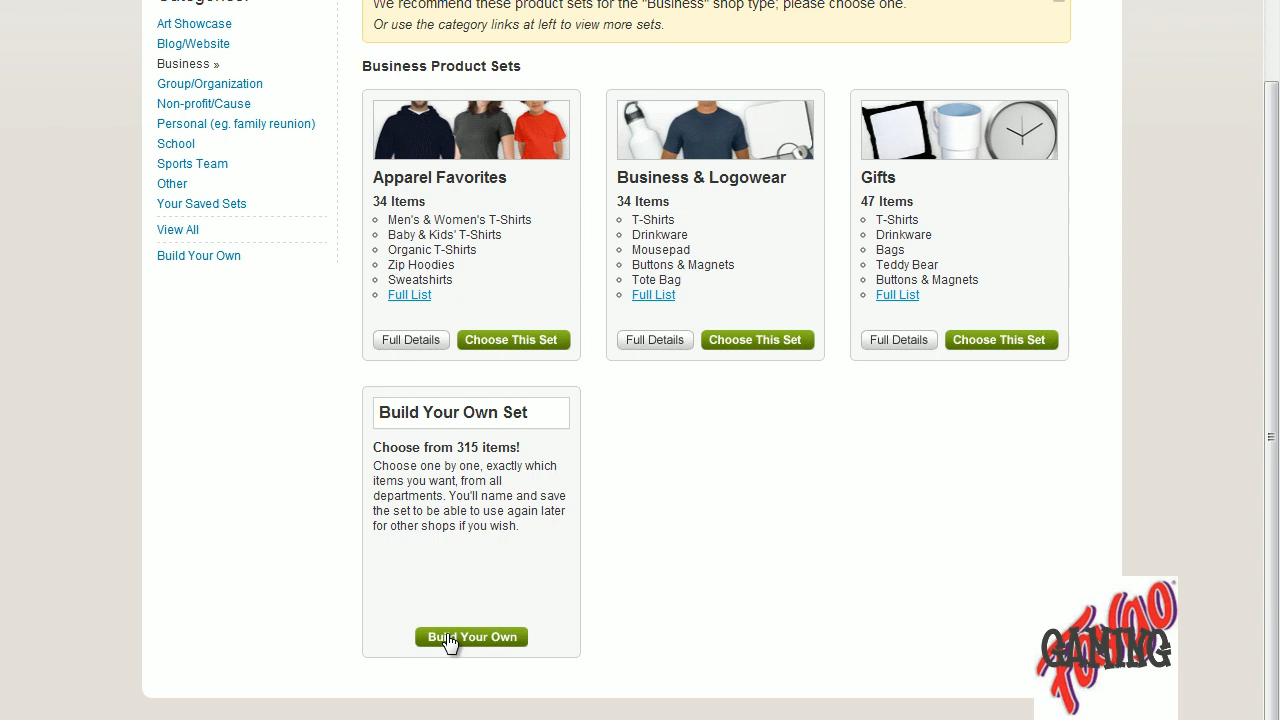 We recommend these product sets for the "Business" shop type; please choose one.
Or use the category links at left to view more sets.
Art Showcase
Blog/Website
Business »
Group/Organization
Non-profit/Cause
Personal (eg. family reunion)
School
Sports Team
Other
Your Saved Sets
View All
Build Your Own
Business Product Sets
Apparel Favorites
34 Items
Men's & Women's T-Shirts
Baby & Kids' T-Shirts
Organic T-Shirts
Zip Hoodies
Sweatshirts
Full List
Full Details
Choose This Set
Business & Logowear
34 Items
T-Shirts
Drinkware
Mousepad
Buttons & Magnets
Tote Bag
Full List
Full Details
Choose This Set
Gifts
47 Items
T-Shirts
Drinkware
Bags
Teddy Bear
Buttons & Magnets
Full List
Full Details
Choose This Set
Build Your Own Set
Choose from 315 items!
Choose one by one, exactly which
items you want, from all
departments. You'll name and save
the set to be able to use again later
for other shops if you wish.
Build Your Own
GAMING